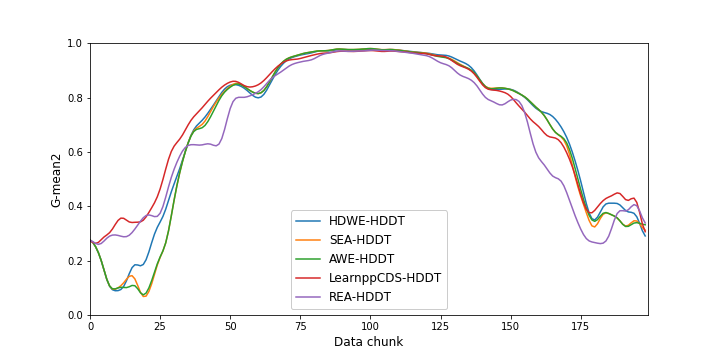 1.0
0.8
0.6
0.4
0.2
0.0
G-mean2
HDWE-HDDT
SEA-HDDT
AWE-HDDT
LearnppCDS-HDDT
REA-HDDT
0 25 50 75 100 125 150 175
Data chunk